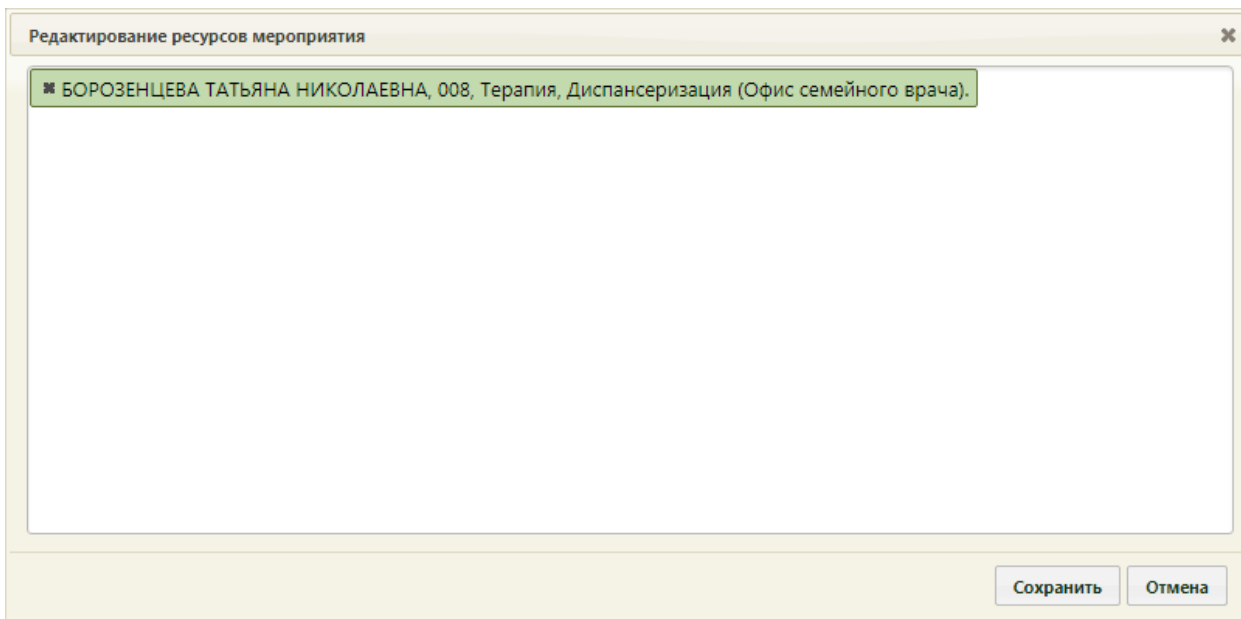 Редактирование ресурсов мероприятия
БОРОЗЕНЦЕВА ТАТЬЯНА НИКОЛАЕВНА, 008, Терапия, Диспансеризация (Офис семейного врача).
Сохранить
Отмена